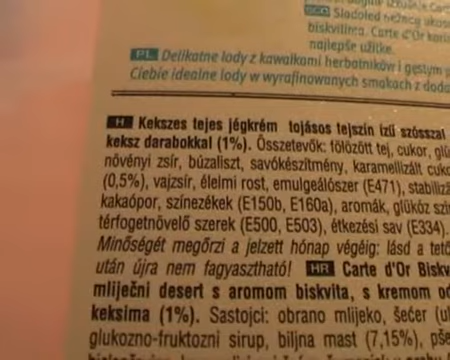 Sladoled nežnega
biskvitirea. Carte d'Or
najlepše užitke.
PL Delikatne lody z kawałkami herbatników i gęstym
Ciebie idealne lody w wyrafinowanych smakach z
H Kekszes tejes jégkrém tojásos tejszín ízű szósszal
keksz darabokkal (1%). Összetevők: fölözött tej, cukor,
növényi zsír, búzaliszt, savókészítmény, karamellizált
(0,5%), vajzsír, élelmi rost, emulgeálószer (E471),
kakaópor, színezékek (E150b, E160a), aromák, glükóz
térfogetnövelő szerek (E500, E503), étkezési sav (E334).
Minőségét megőrzi a jelzett hónap végéig: lásd a
után újra nem fagyasztható! HR Carte d'Or
mliječni desert s aromom biskvita, s kremom
keksima (1%). Sastojci: obrano mlijeko, šećer
glukozno-fruktozni sirup, biljna mast (7,15%),